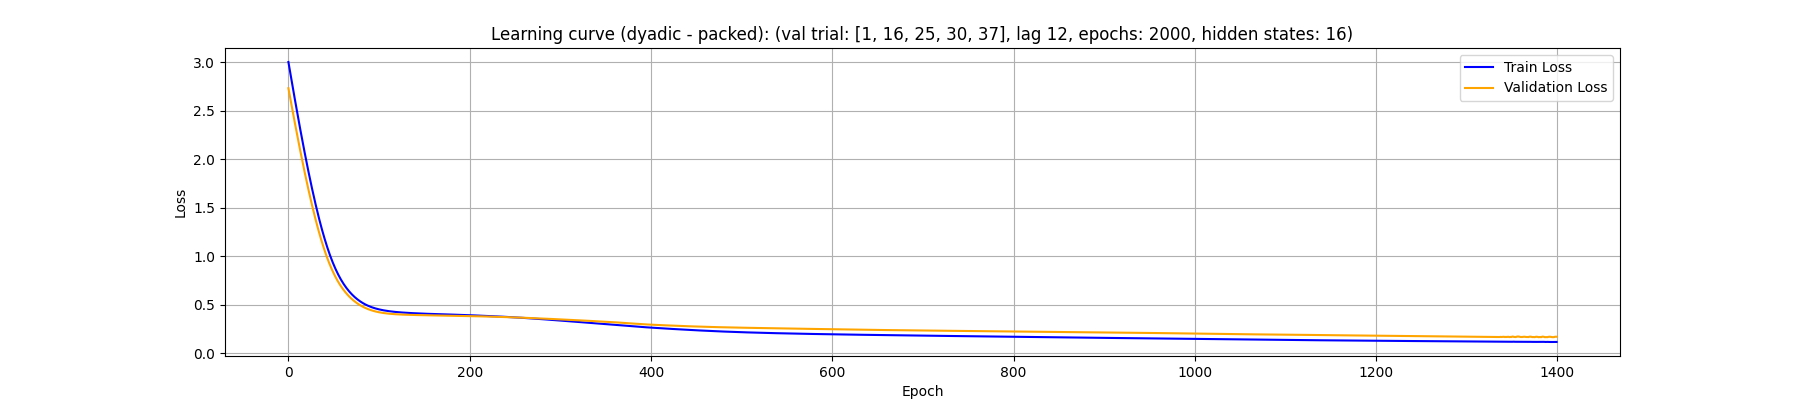 Learning curve (dyadic - packed): (val trial: [1, 16, 25, 30, 37], lag 12, epochs: 2000, hidden states: 16)
Train Loss
Validation Loss
3.0
2.5
2.0
1.5
1.0
0.5
0.0
Loss
0 200 400 600 800 1000 1200 1400
Epoch